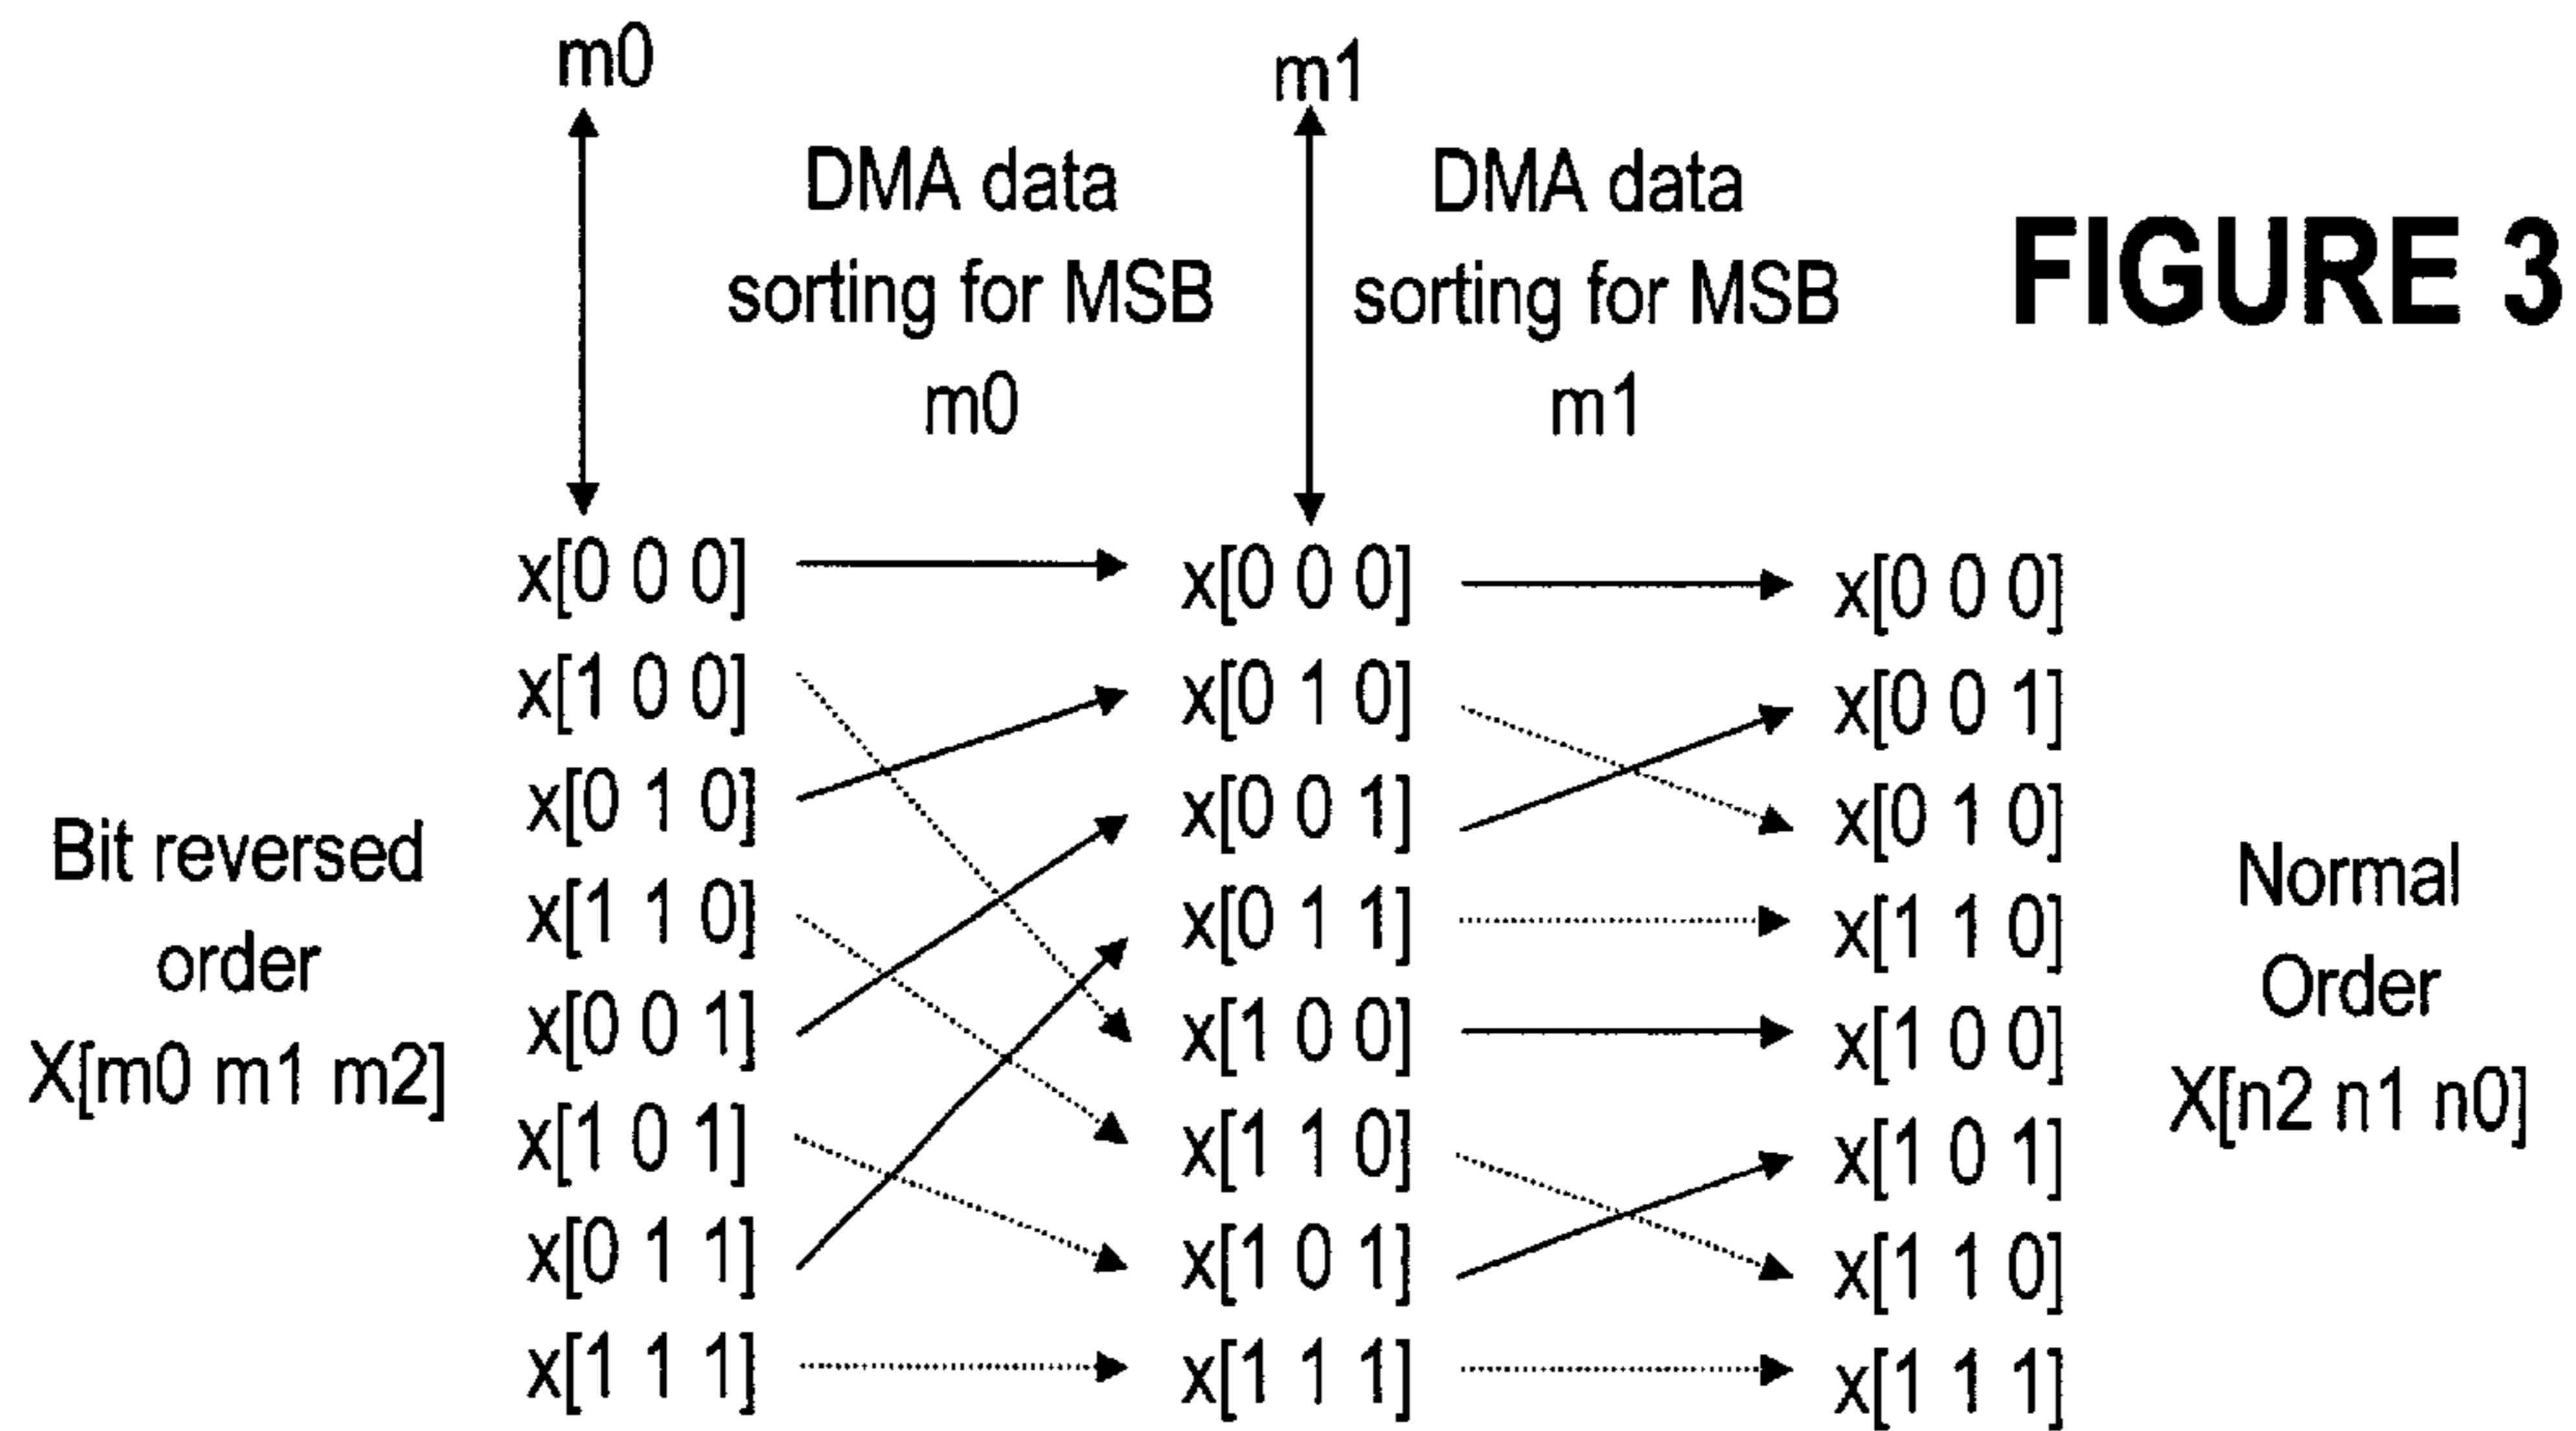 m0
m1
DMA data
sorting for MSB
m0
DMA data
sorting for MSB
m1
FIGURE 3
Bit reversed
order
X[m0 m1 m2]
x[0 0 0]
x[1 0 0]
x[0 1 0]
x[1 1 0]
x[0 0 1]
x[1 0 1]
x[0 1 1]
x[1 1 1]
x[0 0 0]
x[0 1 0]
x[0 0 1]
x[0 1 1]
x[1 0 0]
x[1 1 0]
x[1 0 1]
x[1 1 1]
x[0 0 0]
x[0 0 1]
x[0 1 0]
x[1 1 0]
x[1 0 0]
x[1 0 1]
x[1 1 0]
x[1 1 1]
Normal
Order
X[n2 n1 n0]